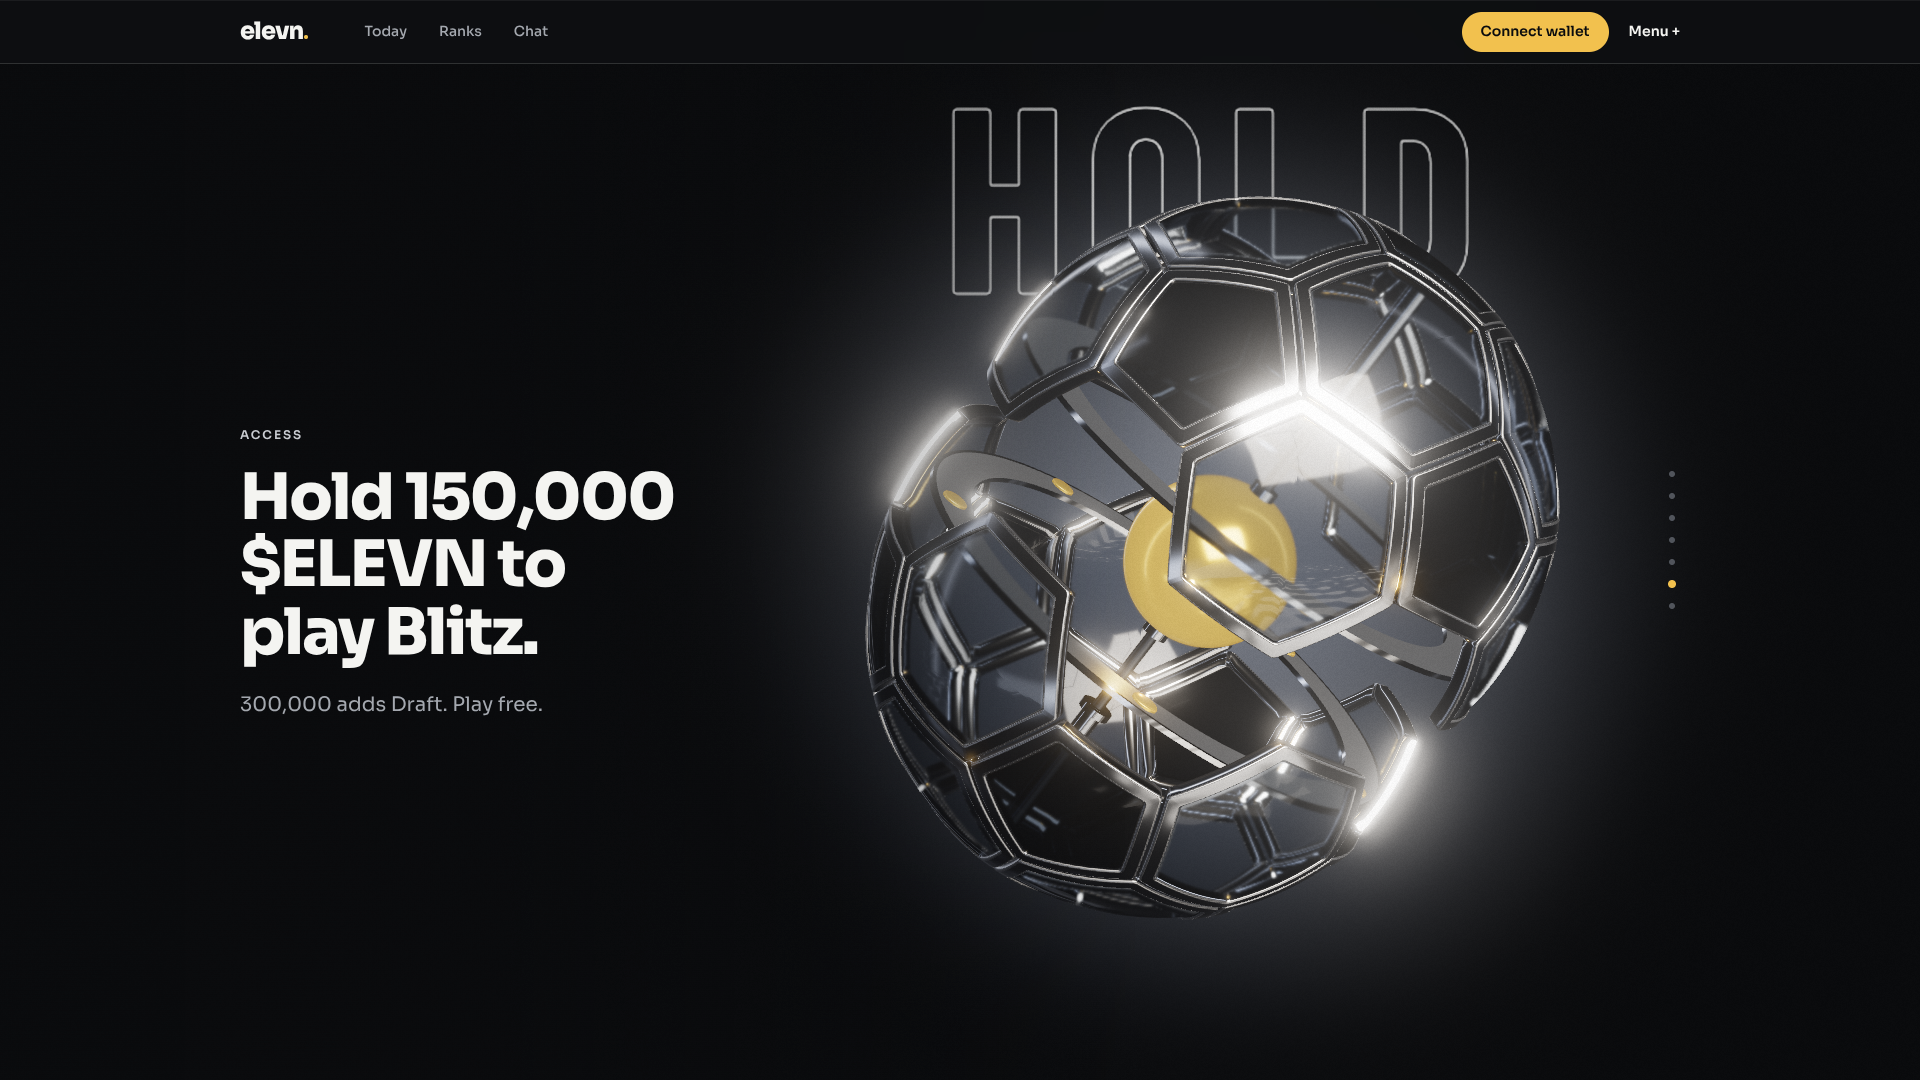 elevn.
Today
Ranks
Chat
Connect wallet
Menu +
HOLD
ACCESS
Hold 150,000
$ELEVN to
play Blitz.
300,000 adds Draft. Play free.